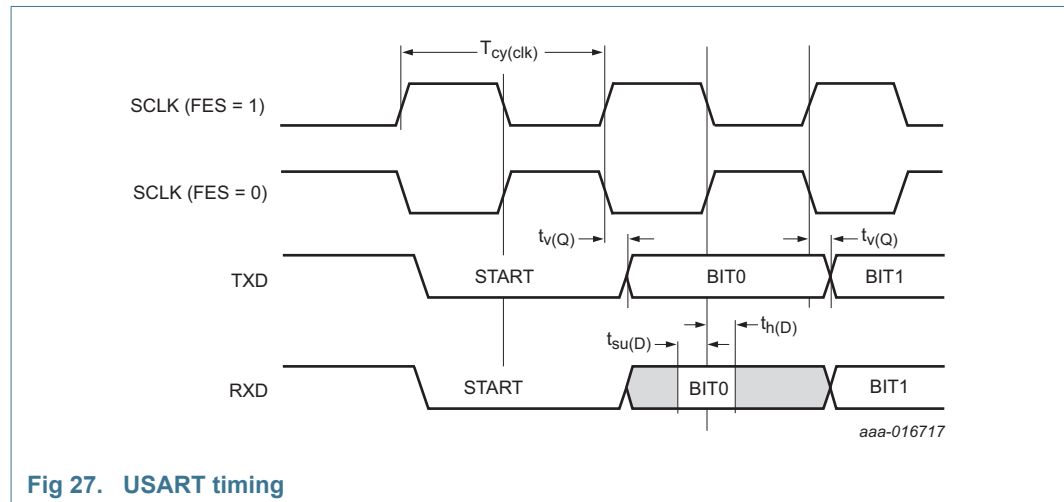 Tcy(clk)
SCLK (FES = 1)
SCLK (FES = 0)
tv(Q)
tv(Q)
TXD
START
BIT0
BIT1
th(D)
tsu(D)
RXD
START
BIT0
BIT1
aaa-016717
Fig 27. USART timing